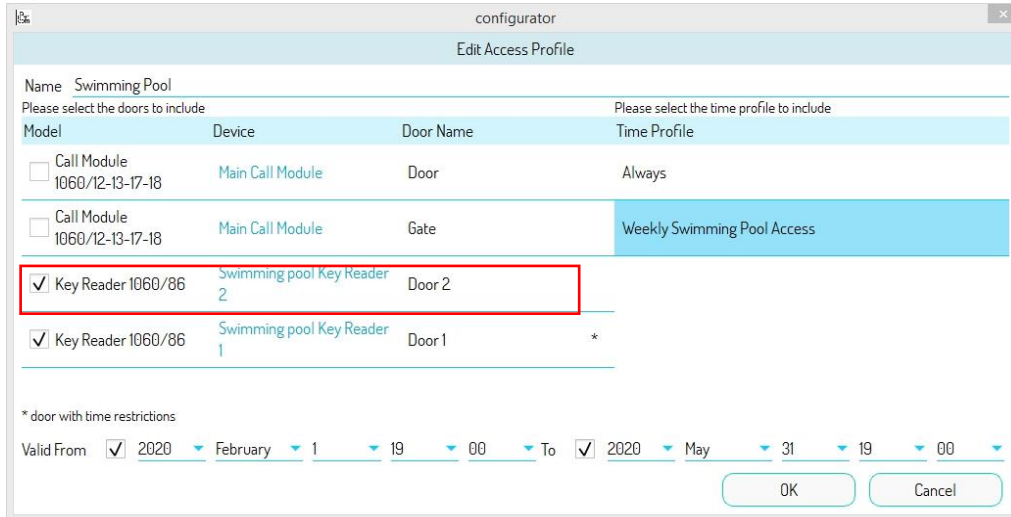 configurator
Edit Access Profile
Name Swimming Pool
Please select the doors to include Please select the time profile to include
Model Device Door Name Time Profile
Call Module
1060/12-13-17-18 Main Call Module Door Always
Call Module
1060/12-13-17-18 Main Call Module Gate Weekly Swimming Pool Access
Key Reader 1060/86 Swimming pool Key Reader
2 Door 2
Key Reader 1060/86 Swimming pool Key Reader
1 Door 1 *
* door with time restrictions
Valid From 2020 February 1 19 00 To 2020 May 31 19 00
OK Cancel